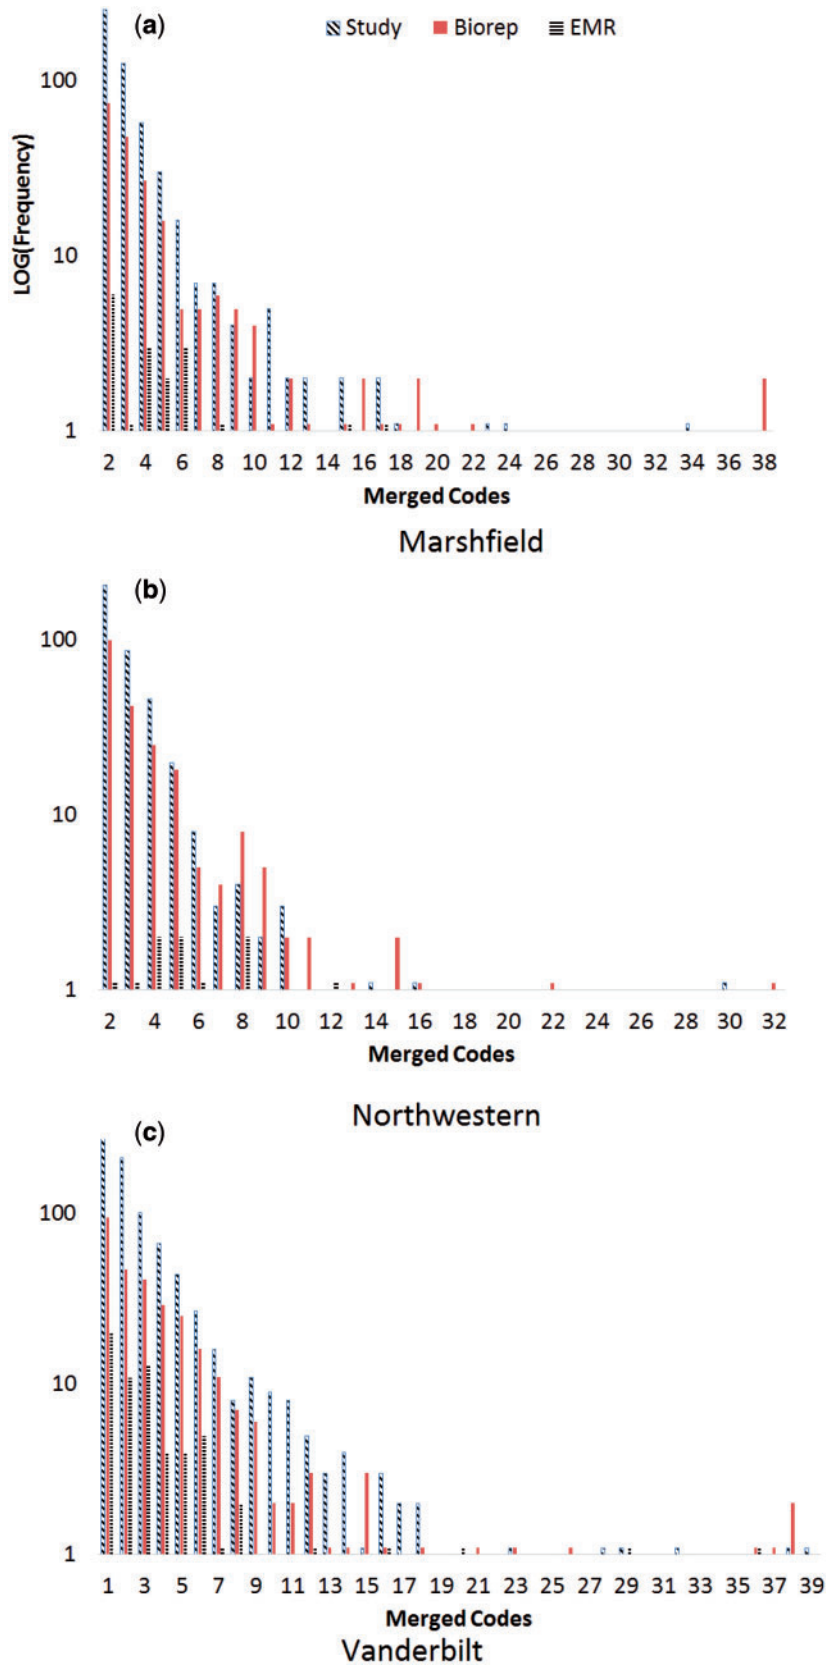 (a)
Study Biorep EMR
LOG(Frequency)
100
10
1
2 4 6 8 10 12 14 16 18 20 22 24 26 28 30 32 34 36 38
Merged Codes
Marshfield
(b)
100
10
1
2 4 6 8 10 12 14 16 18 20 22 24 26 28 30 32
Merged Codes
Northwestern
(c)
100
10
1
1 3 5 7 9 11 13 15 17 19 21 23 25 27 29 31 33 35 37 39
Merged Codes
Vanderbilt